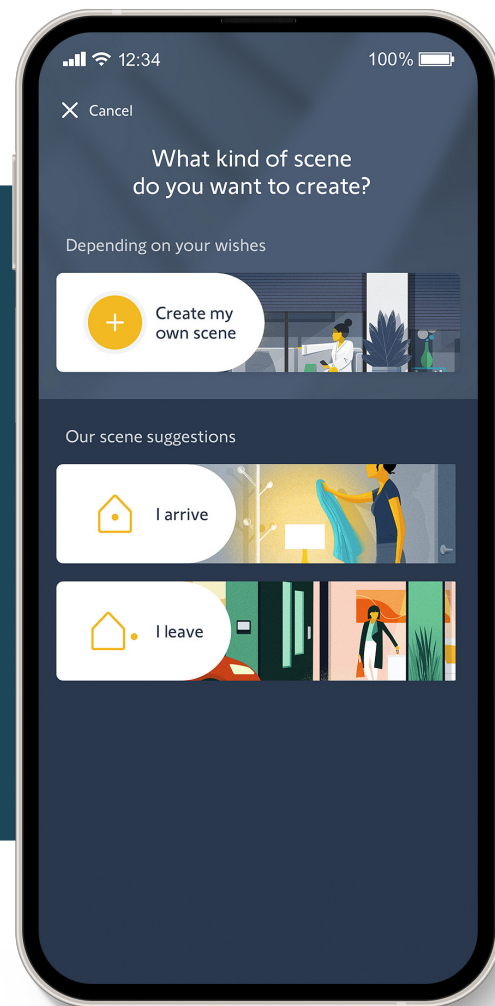 12:34
100%
Cancel
What kind of scene
do you want to create?
Depending on your wishes
Create my
own scene
Our scene suggestions
I arrive
I leave